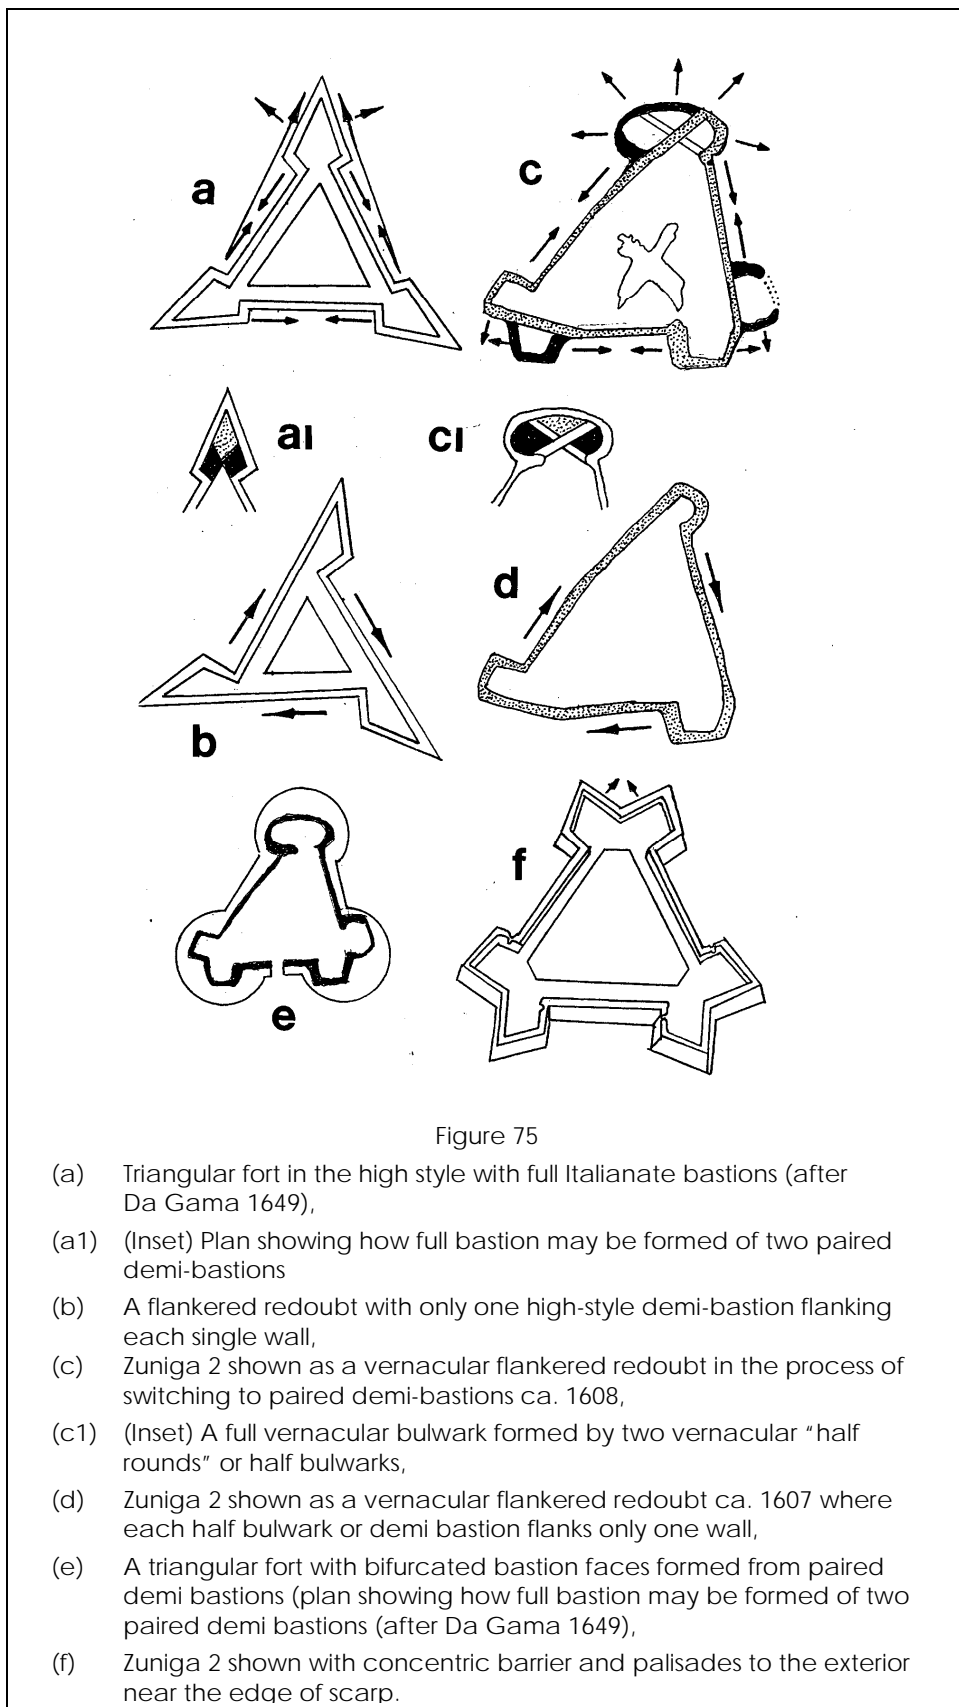 a
c
a1
c1
b
d
e
f
Figure 75
(a) Triangular fort in the high style with full Italianate bastions (after
Da Gama 1649),
(a1) (Inset) Plan showing how full bastion may be formed of two paired
demi-bastions
(b) A flankered redoubt with only one high-style demi-bastion flanking
each single wall,
(c) Zuniga 2 shown as a vernacular flankered redoubt in the process of
switching to paired demi-bastions ca. 1608,
(c1) (Inset) A full vernacular bulwark formed by two vernacular “half
rounds” or half bulwarks,
(d) Zuniga 2 shown as a vernacular flankered redoubt ca. 1607 where
each half bulwark or demi bastion flanks only one wall,
(e) A triangular fort with bifurcated bastion faces formed from paired
demi bastions (plan showing how full bastion may be formed of two
paired demi bastions (after Da Gama 1649),
(f) Zuniga 2 shown with concentric barrier and palisades to the exterior
near the edge of scarp.